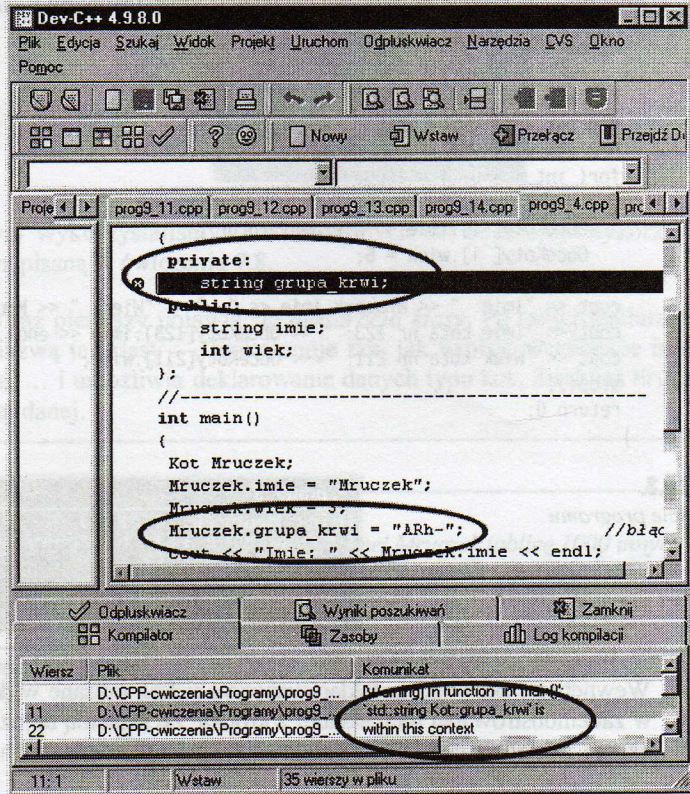 Dev-C++ 4.9.8.0
Plik Edycja Szukaj Widok Projekt Uruchom Odpluskwiacz Narzędzia CVS Okno
Pomoc
Nowy Wstaw Przełącz Przejdź Do
Proje prog9_11.cpp prog9_12.cpp prog9_13.cpp prog9_14.cpp prog9_4.cpp prc
{
private:
string grupa_krwi;
public:
string imie;
int wiek;
};
//----------------------------------------
int main()
{
Kot Mruczek;
Mruczek.imie = "Mruczek";
Mruczek.wiek = 3;
Mruczek.grupa_krwi = "ARh-"; //błąc
cout << "Imie: " << Mruczek.imie << endl;
Odpluskwiacz Wyniki poszukiwań Zamknij
Kompilator Zasoby Log kompilacji
Wiersz Plik Komunikat
D:\CPP-cwiczenia\Programy\prog9_... [Warning] In function 'int main()':
11 D:\CPP-cwiczenia\Programy\prog9_... 'std::string Kot::grupa_krwi' is
22 D:\CPP-cwiczenia\Programy\prog9_... within this context
11: 1 Wstaw 35 wierszy w pliku